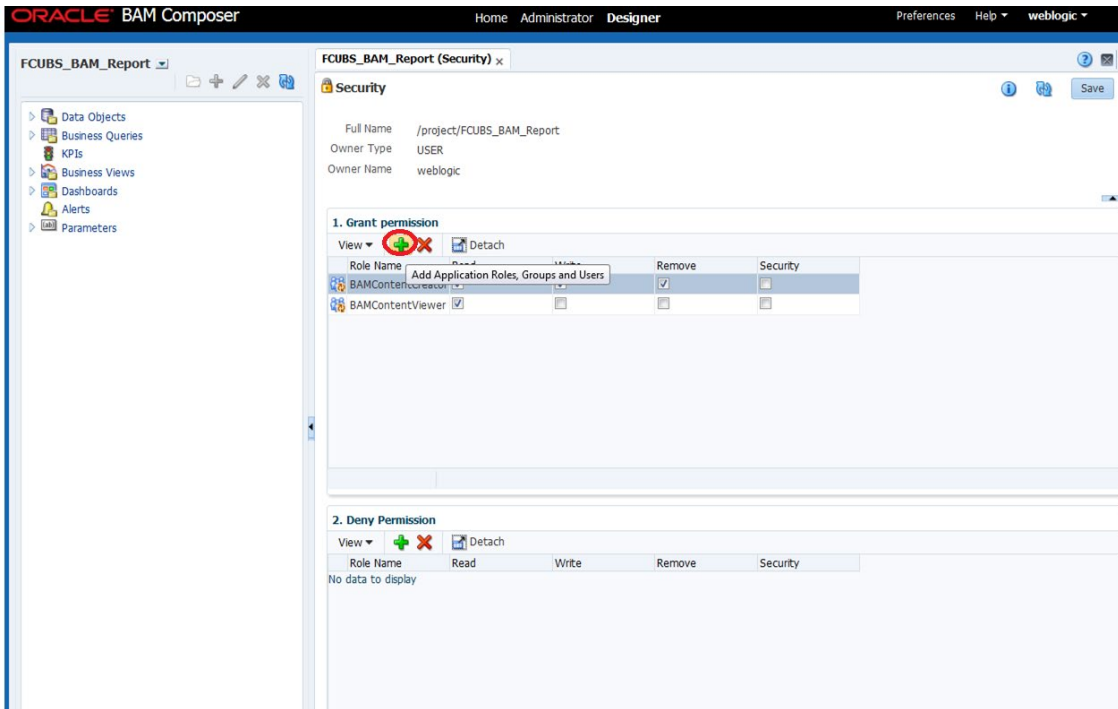 ORACLE BAM Composer Home Administrator Designer Preferences Help weblogic
FCUBS_BAM_Report
Data Objects
Business Queries
KPIs
Business Views
Dashboards
Alerts
Parameters
FCUBS_BAM_Report (Security) x
Security Save
Full Name /project/FCUBS_BAM_Report
Owner Type USER
Owner Name weblogic
1. Grant permission
View Detach
Role Name Read Write Remove Security
Add Application Roles, Groups and Users
BAMContentCreator
BAMContentViewer
2. Deny Permission
View Detach
Role Name Read Write Remove Security
No data to display